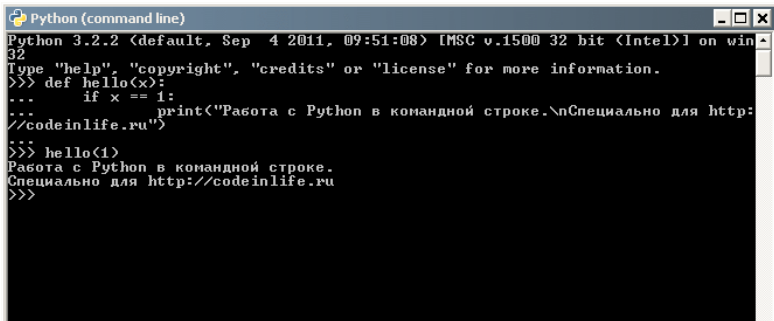 Python (command line)
Python 3.2.2 (default, Sep  4 2011, 09:51:08) [MSC v.1500 32 bit (Intel)] on win
32
Type "help", "copyright", "credits" or "license" for more information.
>>> def hello(x):
...     if x == 1:
...             print("Работа с Python в командной строке.\nСпециально для http:
//codeinlife.ru")
...
>>> hello(1)
Работа с Python в командной строке.
Специально для http://codeinlife.ru
>>>